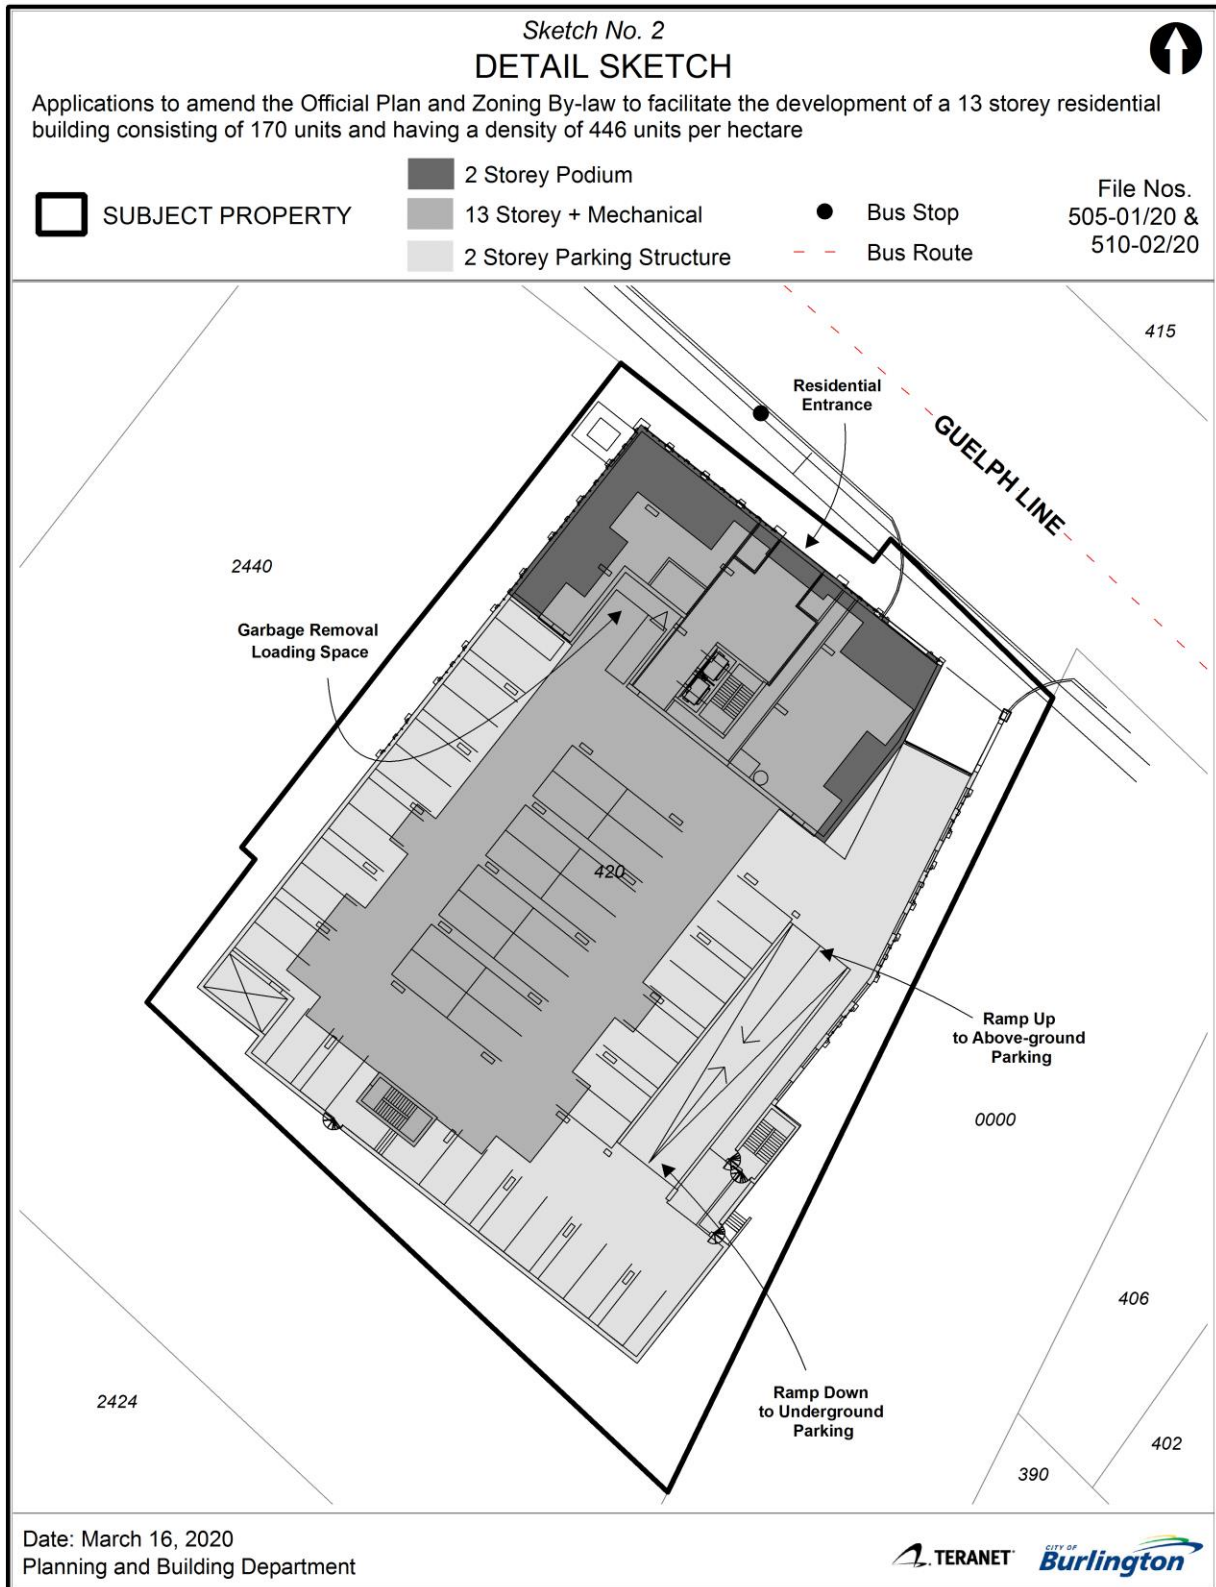 Sketch No. 2
DETAIL SKETCH
Applications to amend the Official Plan and Zoning By-law to facilitate the development of a 13 storey residential
building consisting of 170 units and having a density of 446 units per hectare
SUBJECT PROPERTY
2 Storey Podium
13 Storey + Mechanical
2 Storey Parking Structure
Bus Stop
Bus Route
File Nos.
505-01/20 &
510-02/20
415
Residential
Entrance
GUELPH LINE
2440
Garbage Removal
Loading Space
420
Ramp Up
to Above-ground
Parking
0000
406
Ramp Down
to Underground
Parking
2424
402
390
Date: March 16, 2020
Planning and Building Department
TERANET
CITY OF
Burlington